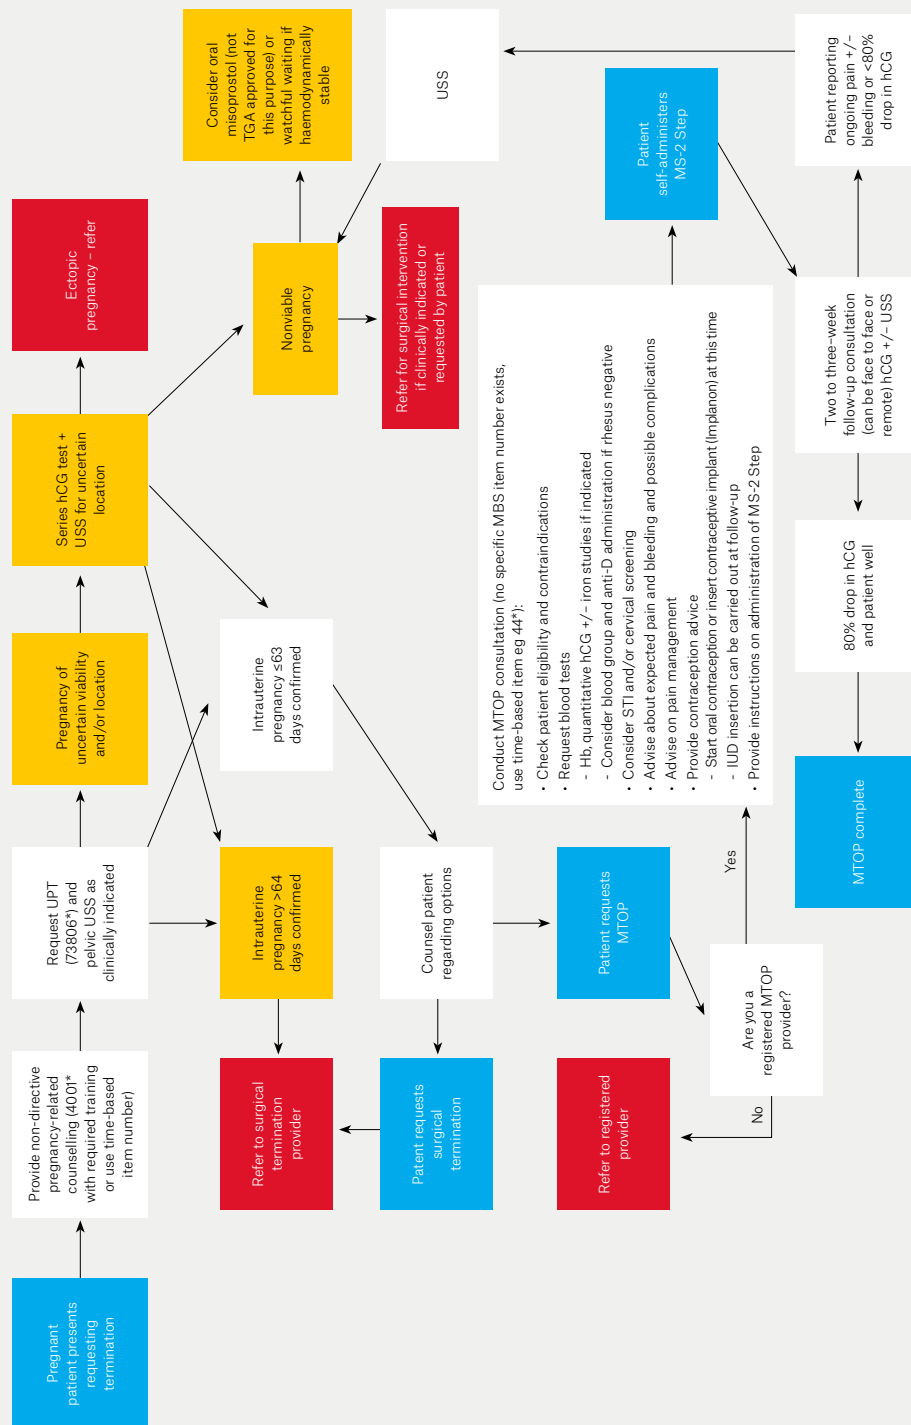 Pregnant
patient presents
requesting
termination
Provide non-directive
pregnancy-related
counselling (4001*
with required training
or use time-based
item number)
Request UPT
(73806*) and
pelvic USS as
clinically indicated
Pregnancy of
uncertain viability
and/or location
Series hCG test +
USS for uncertain
location
Ectopic
pregnancy – refer
Consider oral
misoprostol (not
TGA approved for
this purpose) or
watchful waiting if
haemodynamically
stable
Refer to surgical
termination
provider
Intrauterine
pregnancy >64
days confirmed
Intrauterine
pregnancy ≤63
days confirmed
Nonviable
pregnancy
Patent requests
surgical
termination
Counsel patient
regarding options
Refer for surgical intervention
if clinically indicated or
requested by patient
USS
Refer to registered
provider
Patient requests
MTOP
Conduct MTOP consultation (no specific MBS item number exists,
use time-based item eg 44*):
• Check patient eligibility and contraindications
• Request blood tests
- Hb, quantitative hCG +/– iron studies if indicated
- Consider blood group and anti-D administration if rhesus negative
• Consider STI and/or cervical screening
• Advise about expected pain and bleeding and possible complications
• Advise on pain management
• Provide contraception advice
- Start oral contraception or insert contraceptive implant (Implanon) at this time
- IUD insertion can be carried out at follow-up
• Provide instructions on administration of MS-2 Step
Patient
self-administers
MS-2 Step
No
Are you a
registered MTOP
provider?
Yes
MTOP complete
80% drop in hCG
and patient well
Two to three-week
follow-up consultation
(can be face to face or
remote) hCG +/– USS
Patient reporting
ongoing pain +/–
bleeding or <80%
drop in hCG